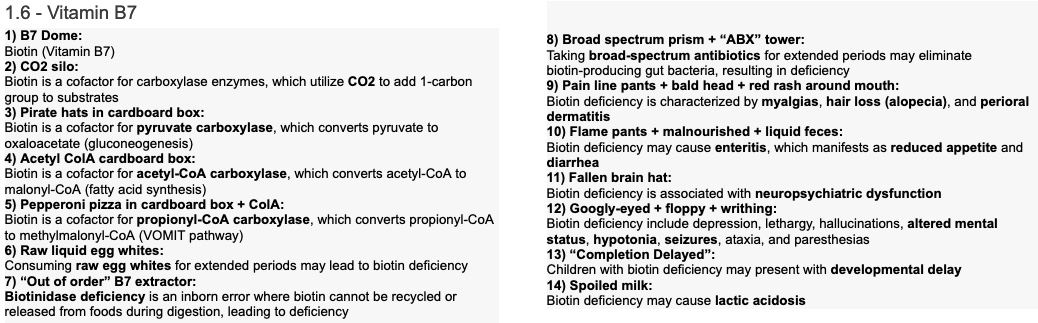 1.6 - Vitamin B7
1) B7 Dome:
Biotin (Vitamin B7)
2) CO2 silo:
Biotin is a cofactor for carboxylase enzymes, which utilize CO2 to add 1-carbon
group to substrates
3) Pirate hats in cardboard box:
Biotin is a cofactor for pyruvate carboxylase, which converts pyruvate to
oxaloacetate (gluconeogenesis)
4) Acetyl ColA cardboard box:
Biotin is a cofactor for acetyl-CoA carboxylase, which converts acetyl-CoA to
malonyl-CoA (fatty acid synthesis)
5) Pepperoni pizza in cardboard box + ColA:
Biotin is a cofactor for propionyl-CoA carboxylase, which converts propionyl-CoA
to methylmalonyl-CoA (VOMIT pathway)
6) Raw liquid egg whites:
Consuming raw egg whites for extended periods may lead to biotin deficiency
7) “Out of order” B7 extractor:
Biotinidase deficiency is an inborn error where biotin cannot be recycled or
released from foods during digestion, leading to deficiency
8) Broad spectrum prism + “ABX” tower:
Taking broad-spectrum antibiotics for extended periods may eliminate
biotin-producing gut bacteria, resulting in deficiency
9) Pain line pants + bald head + red rash around mouth:
Biotin deficiency is characterized by myalgias, hair loss (alopecia), and perioral
dermatitis
10) Flame pants + malnourished + liquid feces:
Biotin deficiency may cause enteritis, which manifests as reduced appetite and
diarrhea
11) Fallen brain hat:
Biotin deficiency is associated with neuropsychiatric dysfunction
12) Googly-eyed + floppy + writhing:
Biotin deficiency include depression, lethargy, hallucinations, altered mental
status, hypotonia, seizures, ataxia, and paresthesias
13) “Completion Delayed”:
Children with biotin deficiency may present with developmental delay
14) Spoiled milk:
Biotin deficiency may cause lactic acidosis